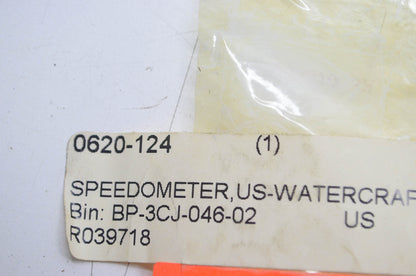 0620-124 (1)
SPEEDOMETER,US-WATERCRAF
Bin: BP-3CJ-046-02 US
R039718